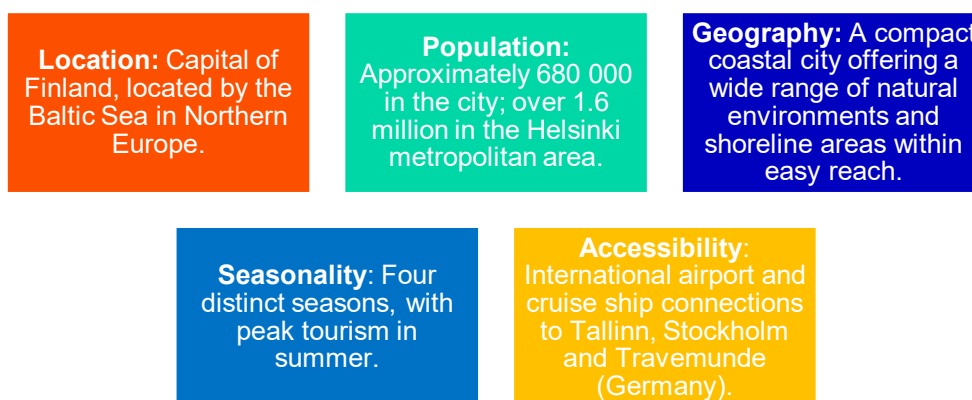 Location: Capital of
Finland, located by the
Baltic Sea in Northern
Europe.
Population:
Approximately 680 000
in the city; over 1.6
million in the Helsinki
metropolitan area.
Geography: A compact
coastal city offering a
wide range of natural
environments and
shoreline areas within
easy reach.
Seasonality: Four
distinct seasons, with
peak tourism in
summer.
Accessibility:
International airport and
cruise ship connections
to Tallinn, Stockholm
and Travemunde
(Germany).